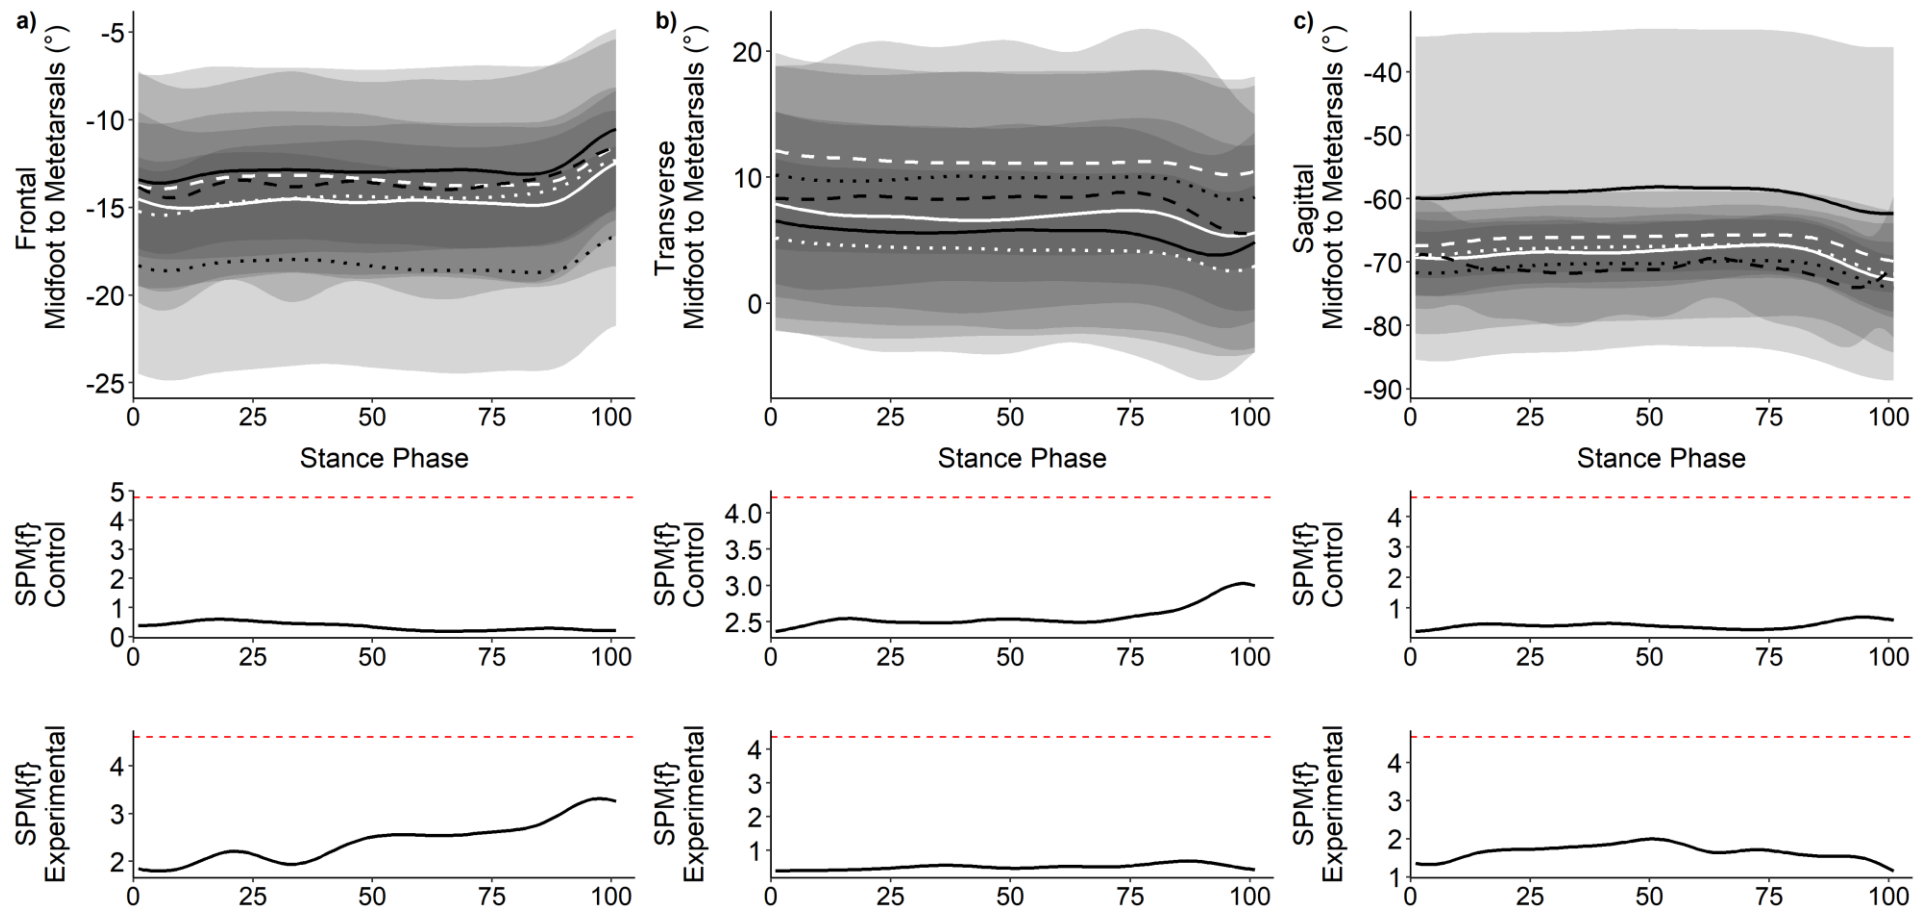 a)
Frontal
Midfoot to Metetarsals (°)
-5
-10
-15
-20
-25
0 25 50 75 100
Stance Phase
b)
Transverse
Midfoot to Metetarsals (°)
20
10
0
0 25 50 75 100
Stance Phase
c)
Sagittal
Midfoot to Metetarsals (°)
-40
-50
-60
-70
-80
-90
0 25 50 75 100
Stance Phase
SPM{f}
Control
5
4
3
2
1
0
0 25 50 75 100
SPM{f}
Control
4.0
3.5
3.0
2.5
0 25 50 75 100
SPM{f}
Control
4
3
2
1
0 25 50 75 100
SPM{f}
Experimental
4
3
2
0 25 50 75 100
SPM{f}
Experimental
4
3
2
1
0 25 50 75 100
SPM{f}
Experimental
4
3
2
1
0 25 50 75 100